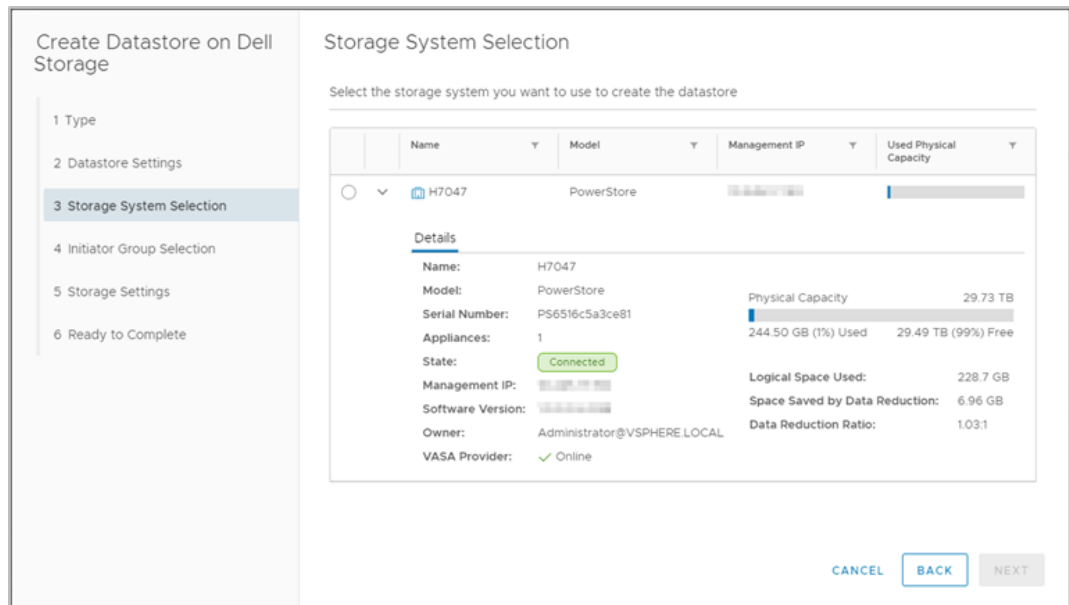 Create Datastore on Dell
Storage
1 Type
2 Datastore Settings
3 Storage System Selection
4 Initiator Group Selection
5 Storage Settings
6 Ready to Complete
Storage System Selection
Select the storage system you want to use to create the datastore
Name Model Management IP Used Physical
Capacity
H7047 PowerStore
Details
Name: H7047
Model: PowerStore
Serial Number: PS6516c5a3ce81
Appliances: 1
State: Connected
Management IP:
Software Version:
Owner: Administrator@VSPHERE.LOCAL
VASA Provider: Online
Physical Capacity 29.73 TB
244.50 GB (1%) Used 29.49 TB (99%) Free
Logical Space Used: 228.7 GB
Space Saved by Data Reduction: 6.96 GB
Data Reduction Ratio: 1.03:1
CANCEL BACK NEXT